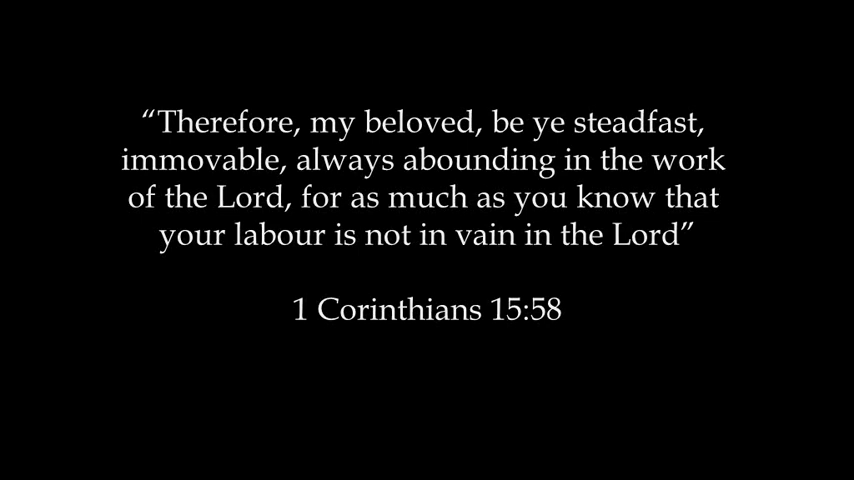 “Therefore, my beloved, be ye steadfast,
immovable, always abounding in the work
of the Lord, for as much as you know that
your labour is not in vain in the Lord”
1 Corinthians 15:58